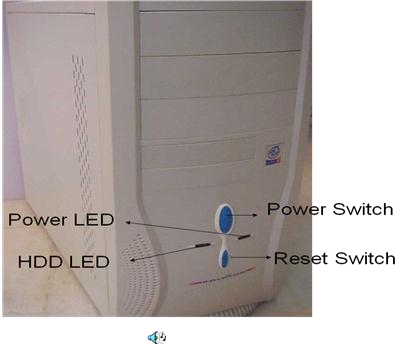 Power LED
Power Switch
HDD LED
Reset Switch